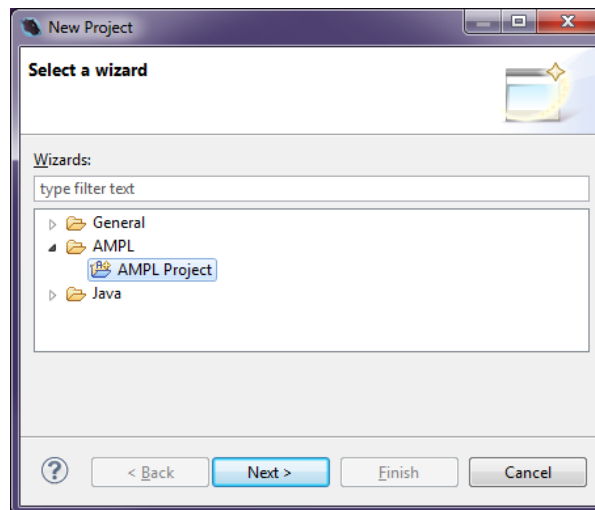 New Project
Select a wizard
Wizards:
type filter text
General
AMPL
AMPL Project
Java
< Back Next > Finish Cancel